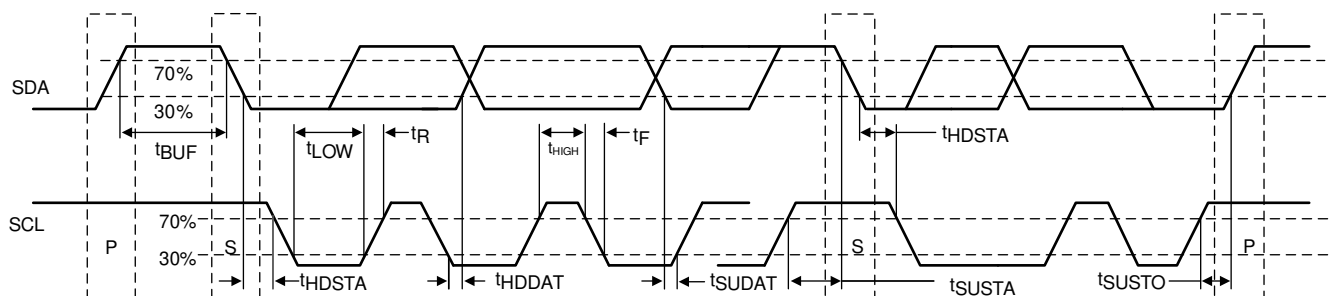 SDA
70%
30%
tBUF
tLOW
tR
tHIGH
tF
tHDSTA
SCL
70%
30%
P
S
S
P
tHDSTA
tHDDAT
tSUDAT
tSUSTA
tSUSTO